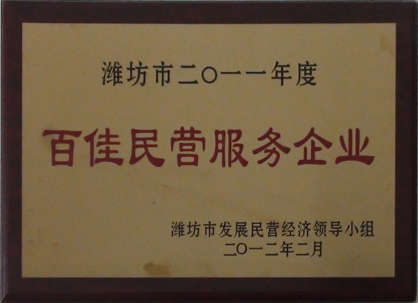 潍坊市二〇一一年度
百佳民营服务企业
潍坊市发展民营经济领导小组
二〇一二年二月